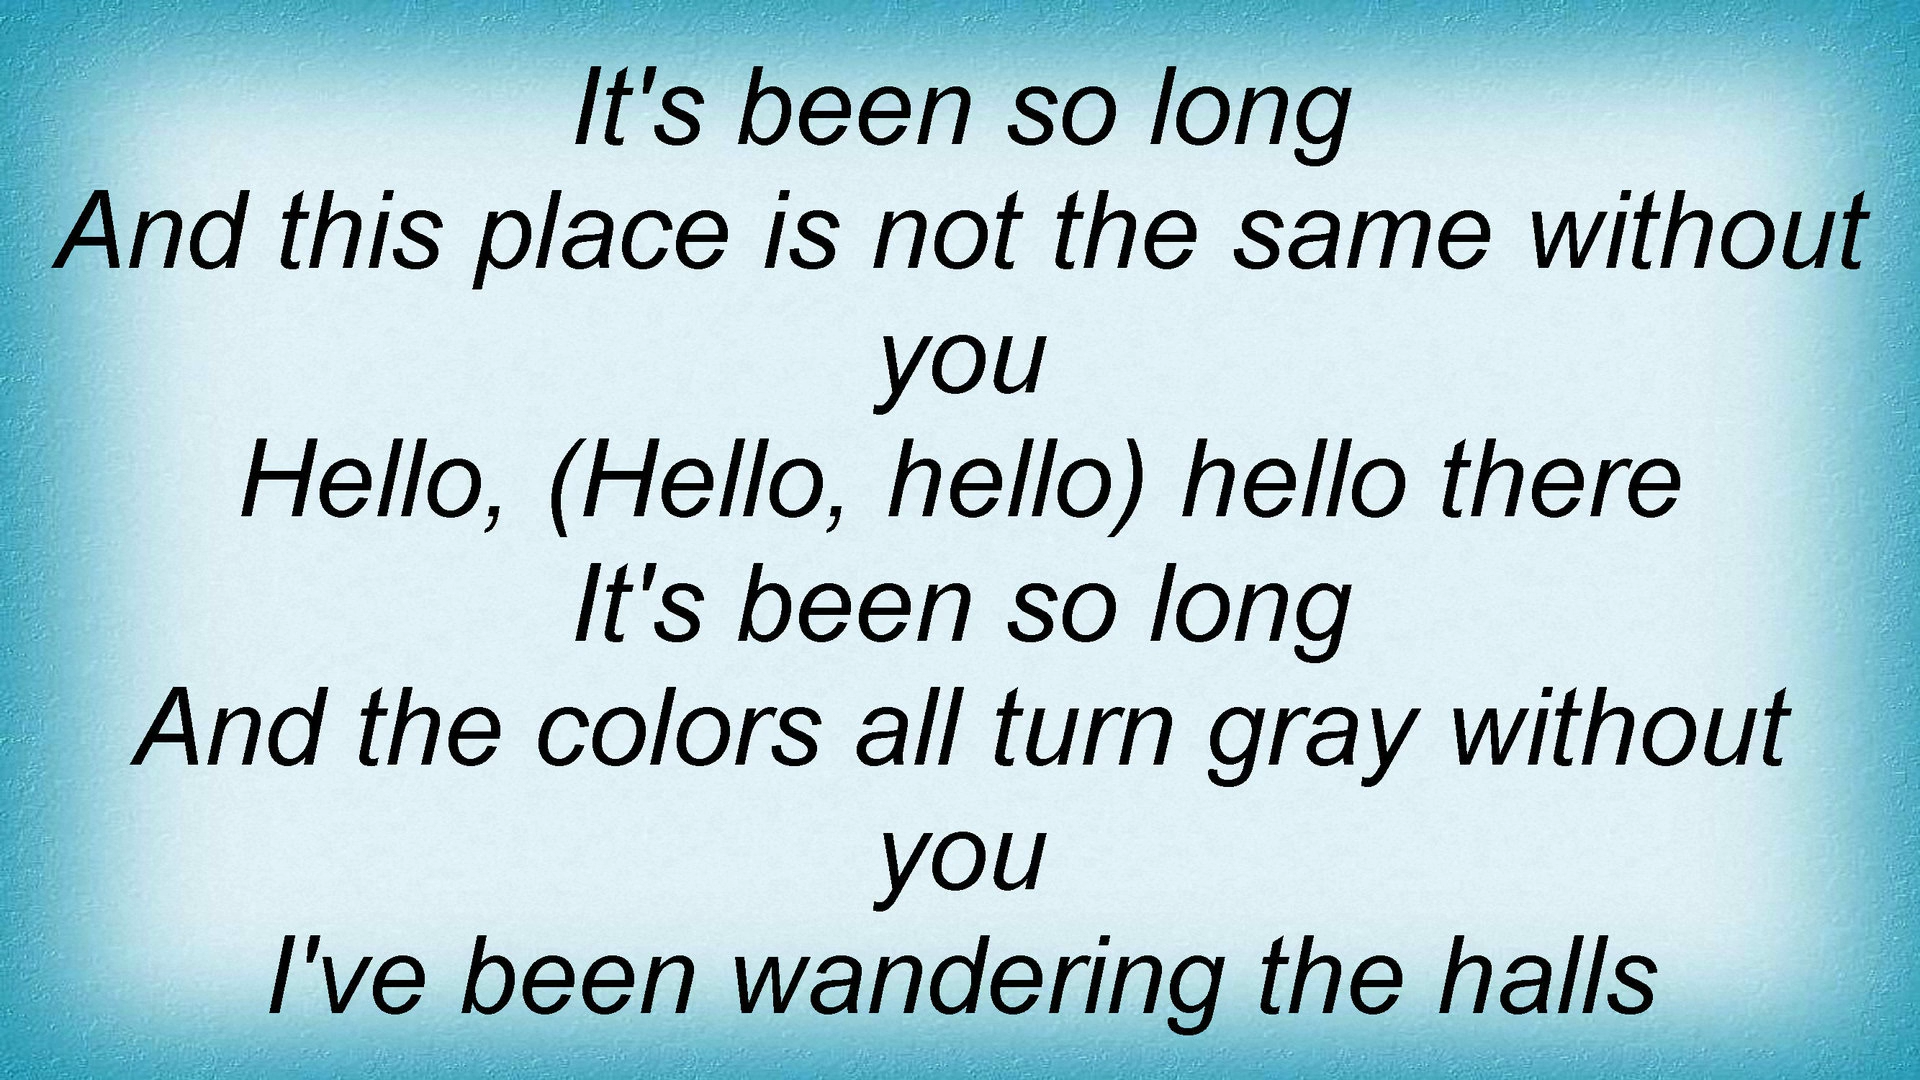 It's been so long
And this place is not the same without
you
Hello, (Hello, hello) hello there
It's been so long
And the colors all turn gray without
you
I've been wandering the halls